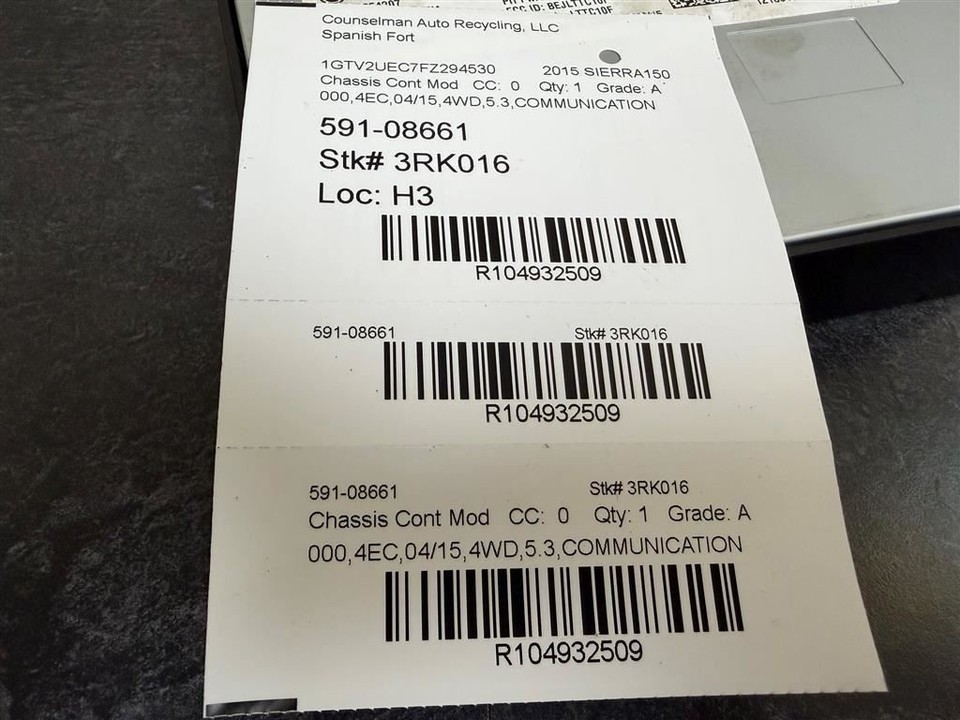 FCC ID: BEJLTTC10F
Counselman Auto Recycling, LLC
Spanish Fort
1GTV2UEC7FZ294530 2015 SIERRA150
Chassis Cont Mod CC: 0 Qty: 1 Grade: A
000,4EC,04/15,4WD,5.3,COMMUNICATION
591-08661
Stk# 3RK016
Loc: H3
R104932509
591-08661 Stk# 3RK016
R104932509
591-08661 Stk# 3RK016
Chassis Cont Mod CC: 0 Qty: 1 Grade: A
000,4EC,04/15,4WD,5.3,COMMUNICATION
R104932509